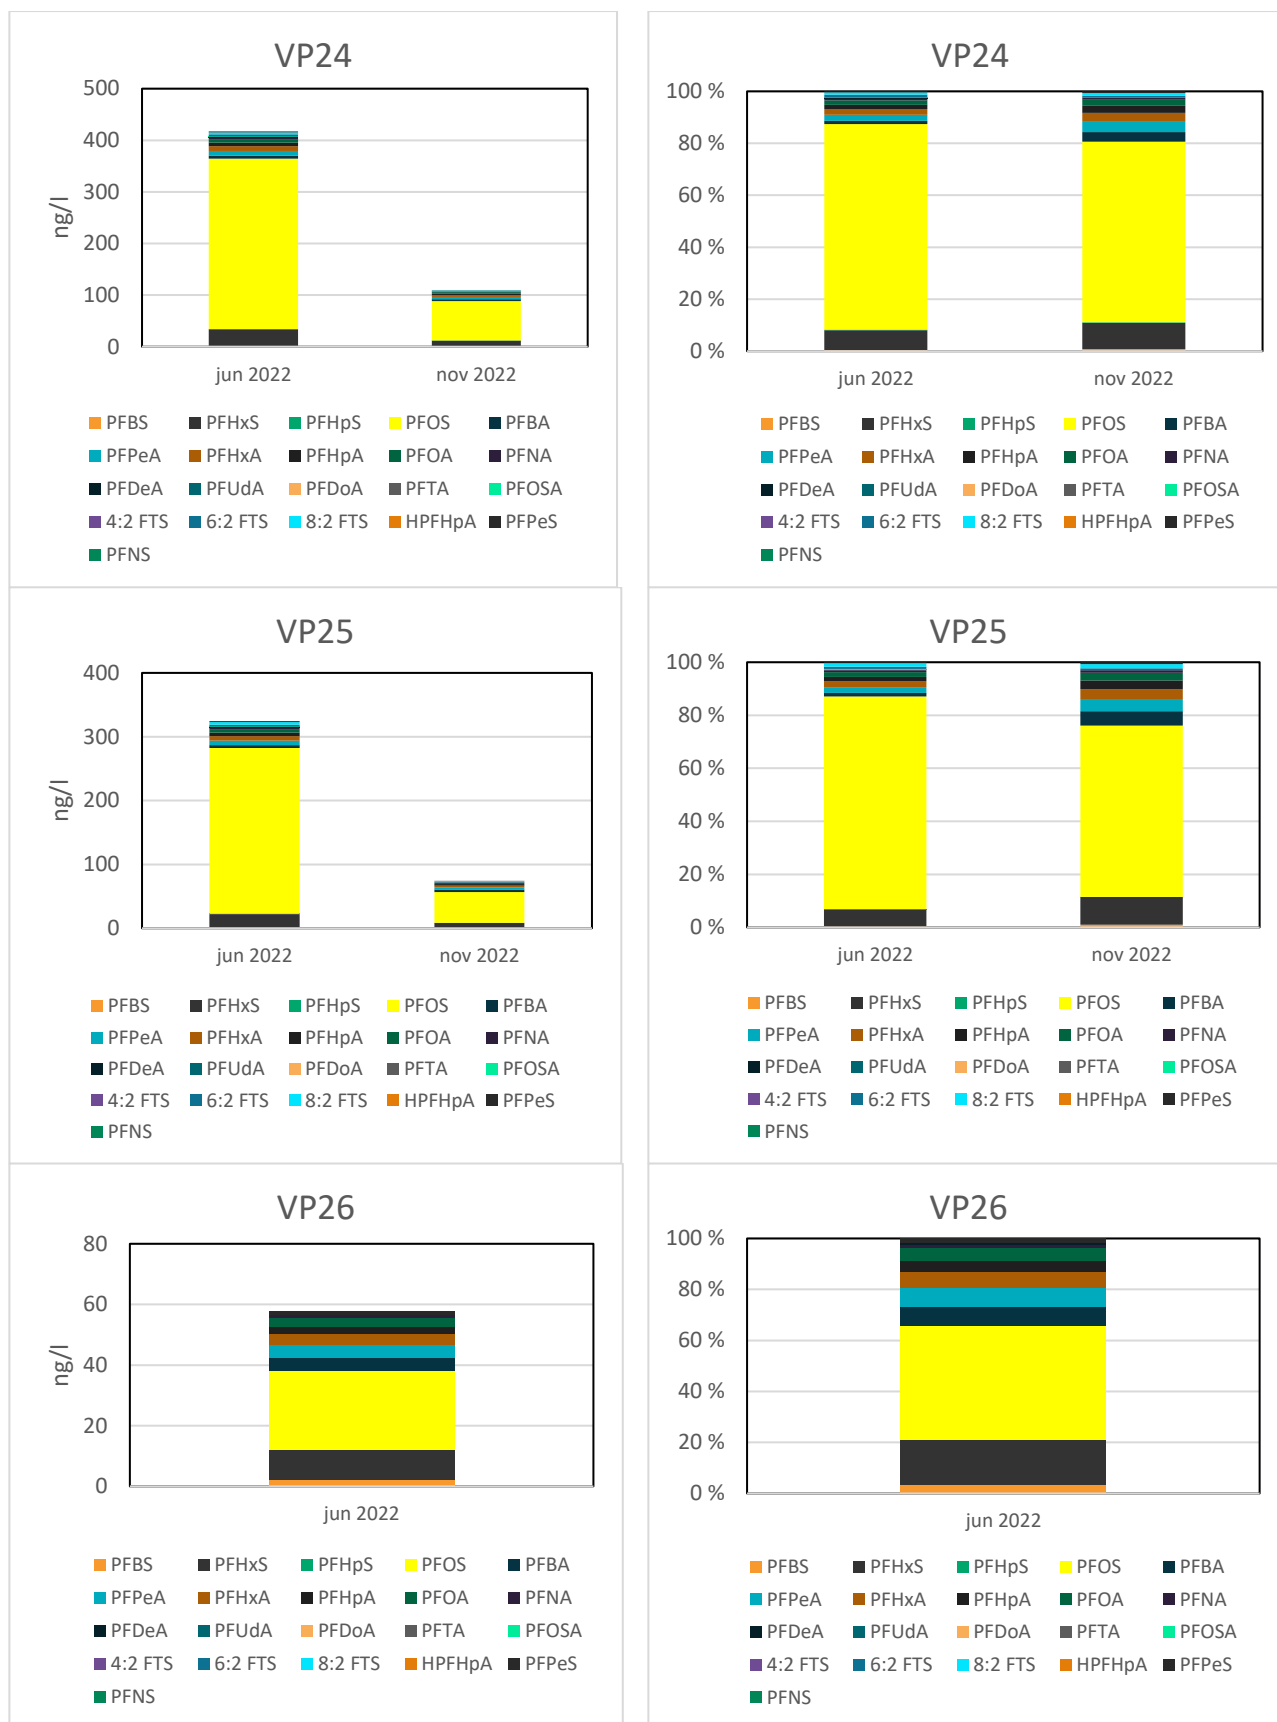 VP24
500
400
300
200
100
0
ng/l
jun 2022 nov 2022
PFBS PFHxS PFHpS PFOS PFBA
PFPeA PFHxA PFHpA PFOA PFNA
PFDeA PFUdA PFDoA PFTA PFOSA
4:2 FTS 6:2 FTS 8:2 FTS HPFHpA PFPeS
PFNS
VP24
100 %
80 %
60 %
40 %
20 %
0 %
jun 2022 nov 2022
PFBS PFHxS PFHpS PFOS PFBA
PFPeA PFHxA PFHpA PFOA PFNA
PFDeA PFUdA PFDoA PFTA PFOSA
4:2 FTS 6:2 FTS 8:2 FTS HPFHpA PFPeS
PFNS
VP25
400
300
200
100
0
ng/l
jun 2022 nov 2022
PFBS PFHxS PFHpS PFOS PFBA
PFPeA PFHxA PFHpA PFOA PFNA
PFDeA PFUdA PFDoA PFTA PFOSA
4:2 FTS 6:2 FTS 8:2 FTS HPFHpA PFPeS
PFNS
VP25
100 %
80 %
60 %
40 %
20 %
0 %
jun 2022 nov 2022
PFBS PFHxS PFHpS PFOS PFBA
PFPeA PFHxA PFHpA PFOA PFNA
PFDeA PFUdA PFDoA PFTA PFOSA
4:2 FTS 6:2 FTS 8:2 FTS HPFHpA PFPeS
PFNS
VP26
80
60
40
20
0
ng/l
jun 2022
PFBS PFHxS PFHpS PFOS PFBA
PFPeA PFHxA PFHpA PFOA PFNA
PFDeA PFUdA PFDoA PFTA PFOSA
4:2 FTS 6:2 FTS 8:2 FTS HPFHpA PFPeS
PFNS
VP26
100 %
80 %
60 %
40 %
20 %
0 %
jun 2022
PFBS PFHxS PFHpS PFOS PFBA
PFPeA PFHxA PFHpA PFOA PFNA
PFDeA PFUdA PFDoA PFTA PFOSA
4:2 FTS 6:2 FTS 8:2 FTS HPFHpA PFPeS
PFNS